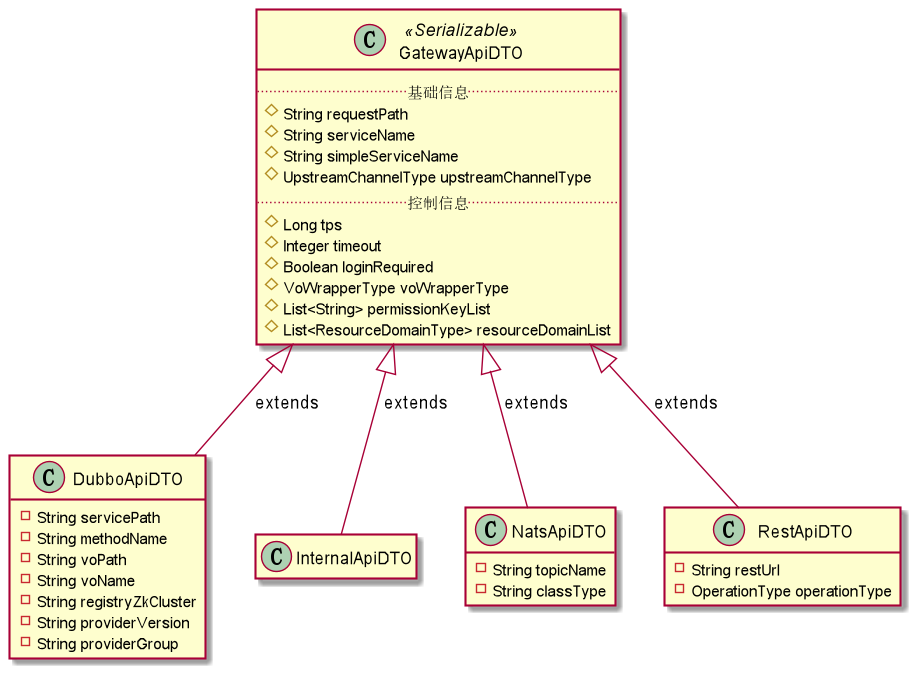 «Serializable»
C GatewayApiDTO
基础信息
String requestPath
String serviceName
String simpleServiceName
UpstreamChannelType upstreamChannelType
控制信息
Long tps
Integer timeout
Boolean loginRequired
VoWrapperType voWrapperType
List<String> permissionKeyList
List<ResourceDomainType> resourceDomainList
extends
extends
extends
extends
C DubboApiDTO
String servicePath
String methodName
String voPath
String voName
String registryZkCluster
String providerVersion
String providerGroup
C InternalApiDTO
C NatsApiDTO
String topicName
String classType
C RestApiDTO
String restUrl
OperationType operationType